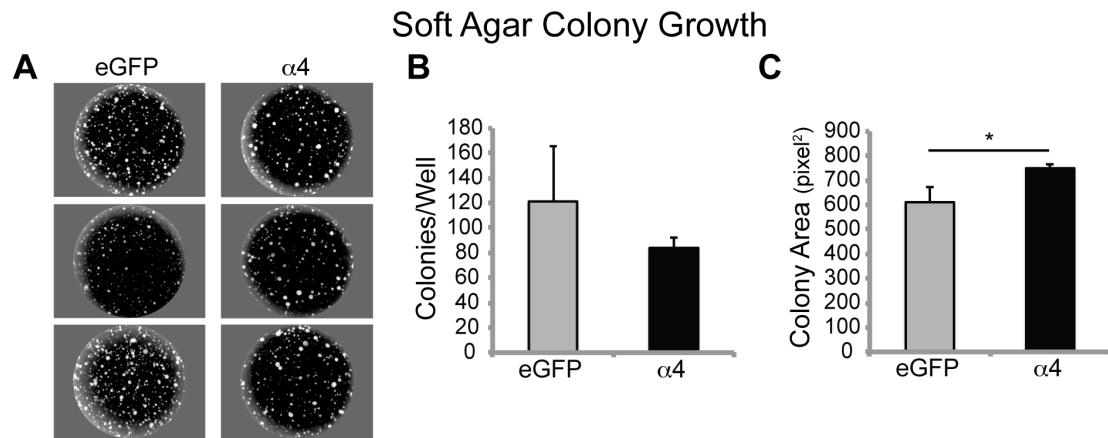 Soft Agar Colony Growth
A
eGFP
α4
B
Colonies/Well
180
160
140
120
100
80
60
40
20
0
eGFP
α4
C
Colony Area (pixel²)
900
800
700
600
500
400
300
200
100
0
*
eGFP
α4